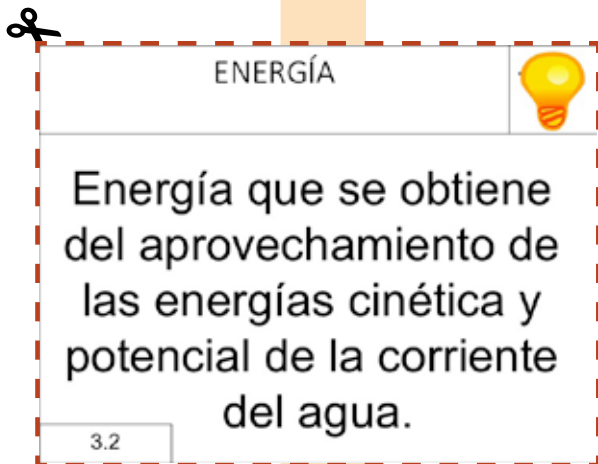 ENERGÍA
Energía que se obtiene
del aprovechamiento de
las energías cinética y
potencial de la corriente
del agua.
3.2